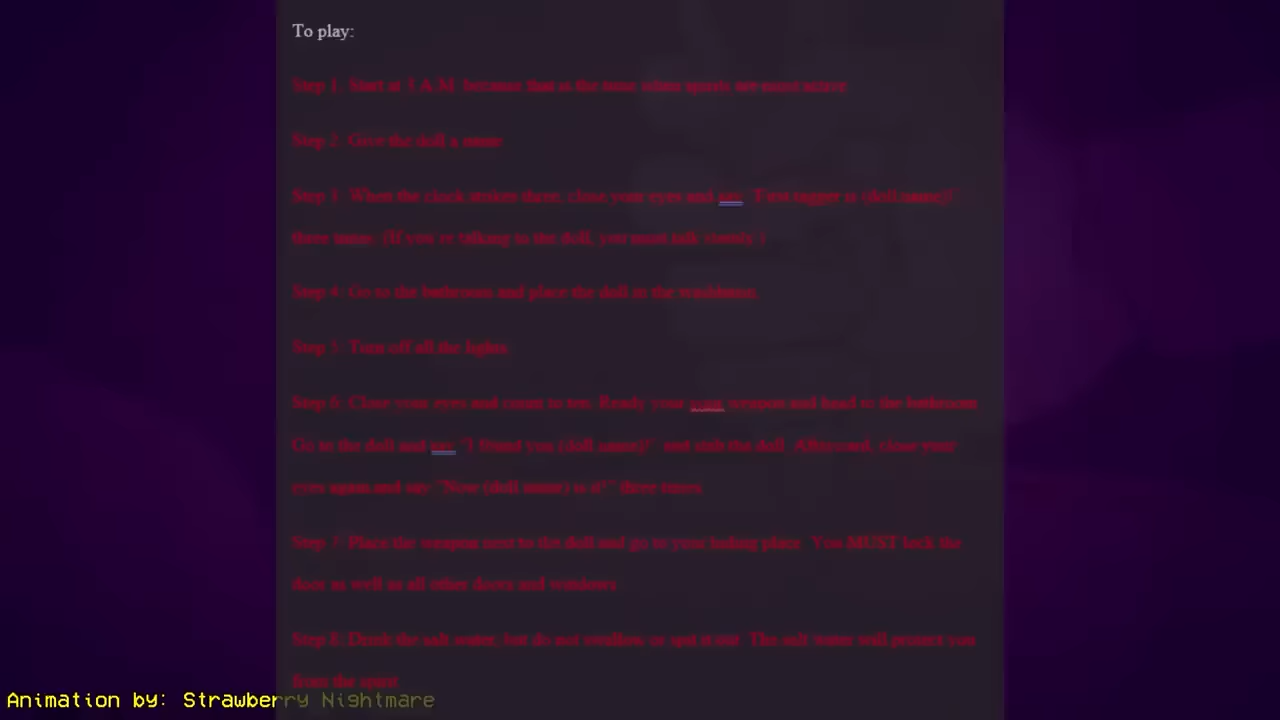 To play:
Step 1: Start at 3 A.M. because that is the time when spirits are most active
Step 2: Give the doll a name
Step 3: When the clock strikes three, close your eyes and say "First tagger is (doll name)!"
three times. (If you're talking to the doll, you must talk slowly.)
Step 4: Go to the bathroom and place the doll in the
Step 5: Turn off all the lights
Step 6: Close your eyes and count to ten. Ready your weapon and head to the bathroom
Go to the doll and say "I found you (doll name)!" and stab the doll. Afterward, close your
eyes again and say "Now (doll name) is it!" three times
Step 7: Place the weapon next to the doll and go to your hiding place. You MUST lock the
door as well as all other doors and windows
Step 8: Drink the salt water, but do not swallow or spit it out. The salt water will protect you
from the spirit
Animation by: Strawberry Nightmare